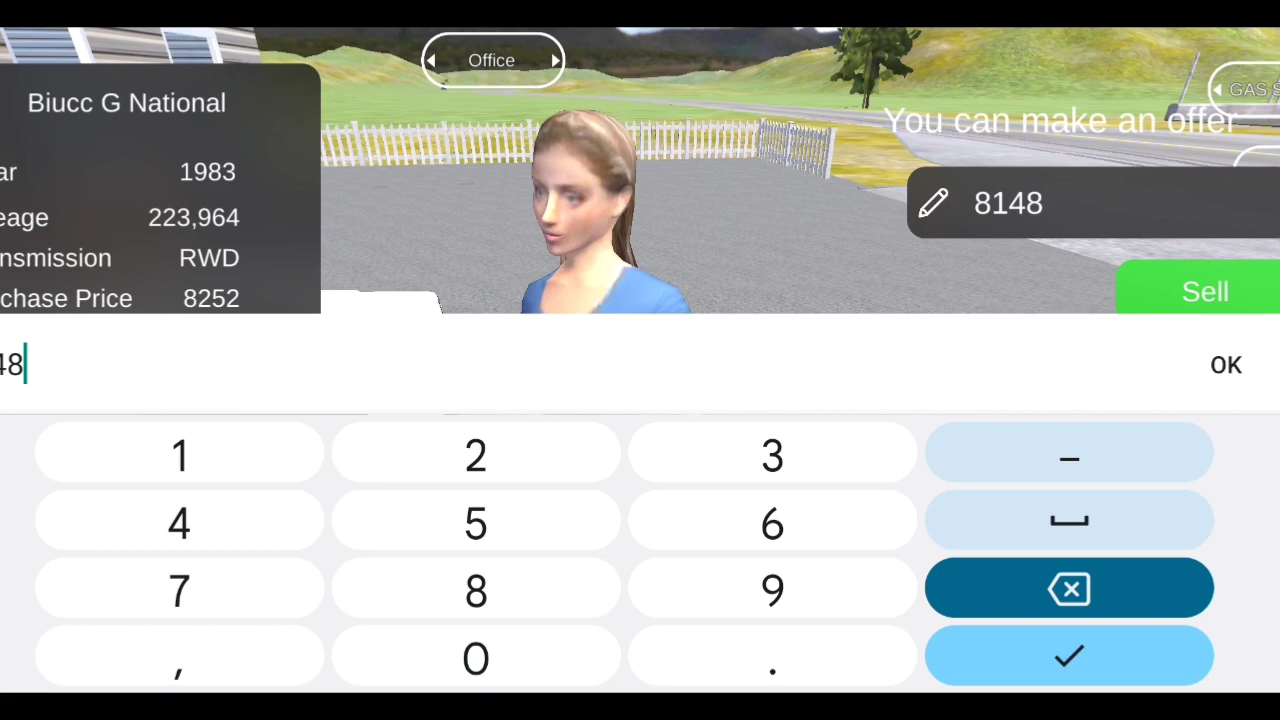 Office
Biucc G National
ar 1983
eage 223,964
nsmission RWD
chase Price 8252
GAS S
You can make an offer
8148
Sell
48
OK
1 2 3 –
4 5 6
7 8 9
, 0 .